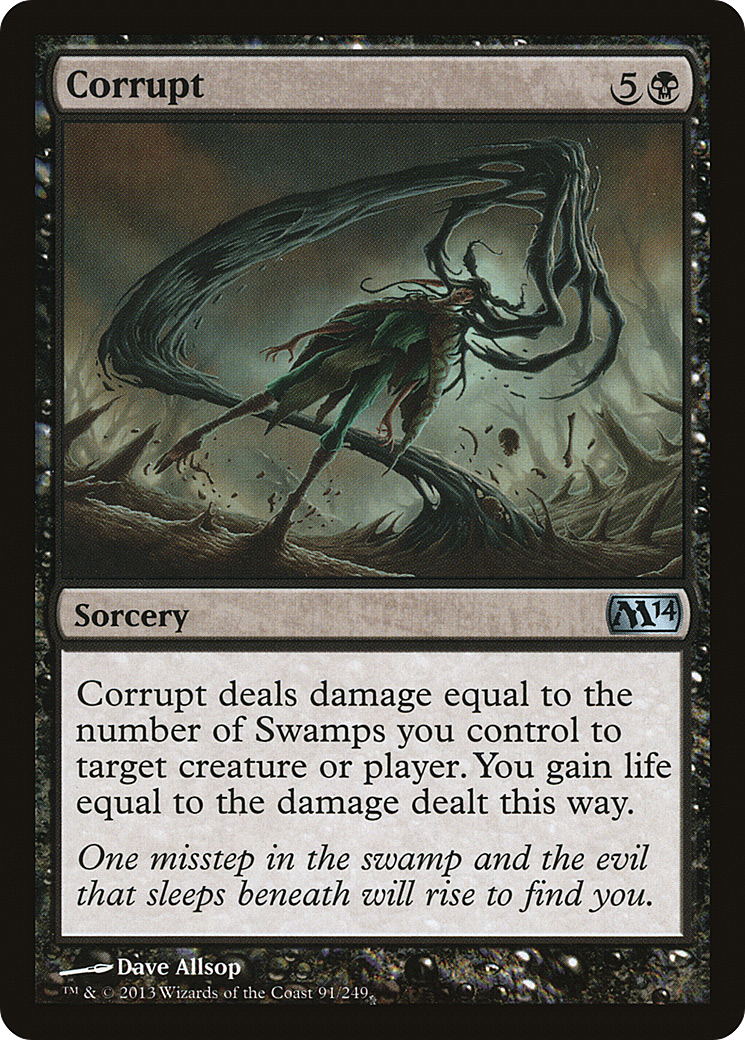 Corrupt 5
Sorcery M14
Corrupt deals damage equal to the
number of Swamps you control to
target creature or player. You gain life
equal to the damage dealt this way.
One misstep in the swamp and the evil
that sleeps beneath will rise to find you.
Dave Allsop
™ & © 2013 Wizards of the Coast 91/249